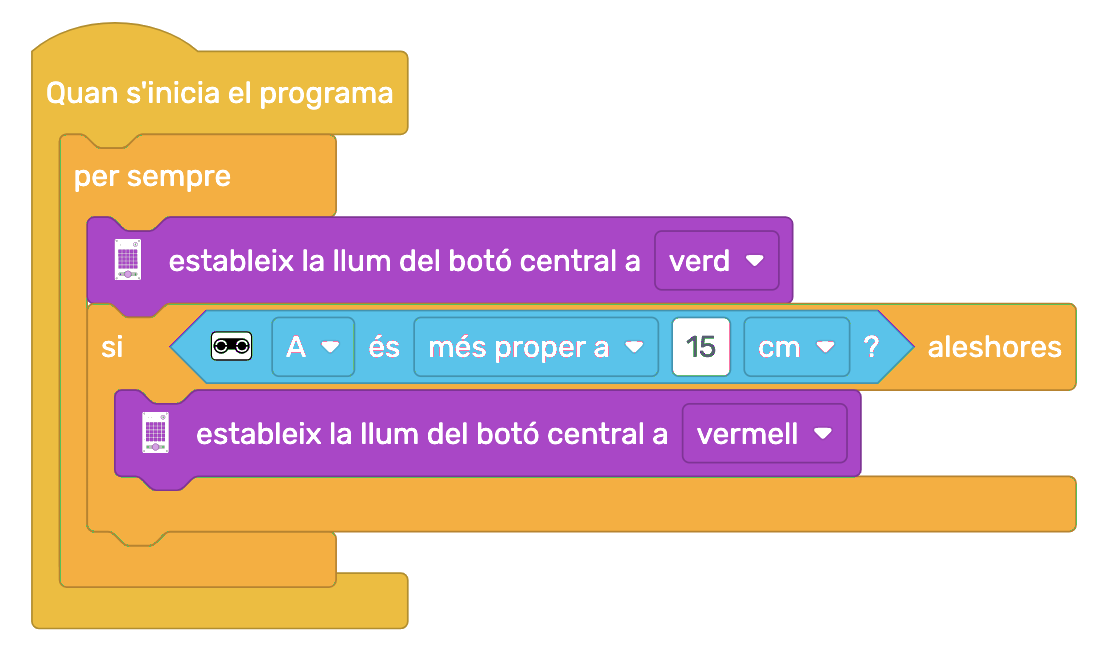 Quan s'inicia el programa
per sempre
estableix la llum del botó central a verd
si A és més proper a 15 cm ? aleshores
estableix la llum del botó central a vermell